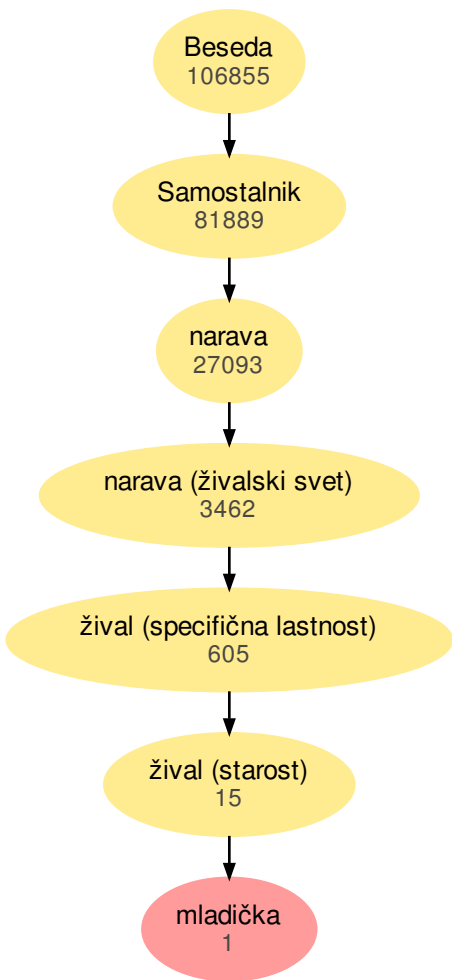 Beseda
106855
Samostalnik
81889
narava
27093
narava (živalski svet)
3462
žival (specifična lastnost)
605
žival (starost)
15
mladička
1